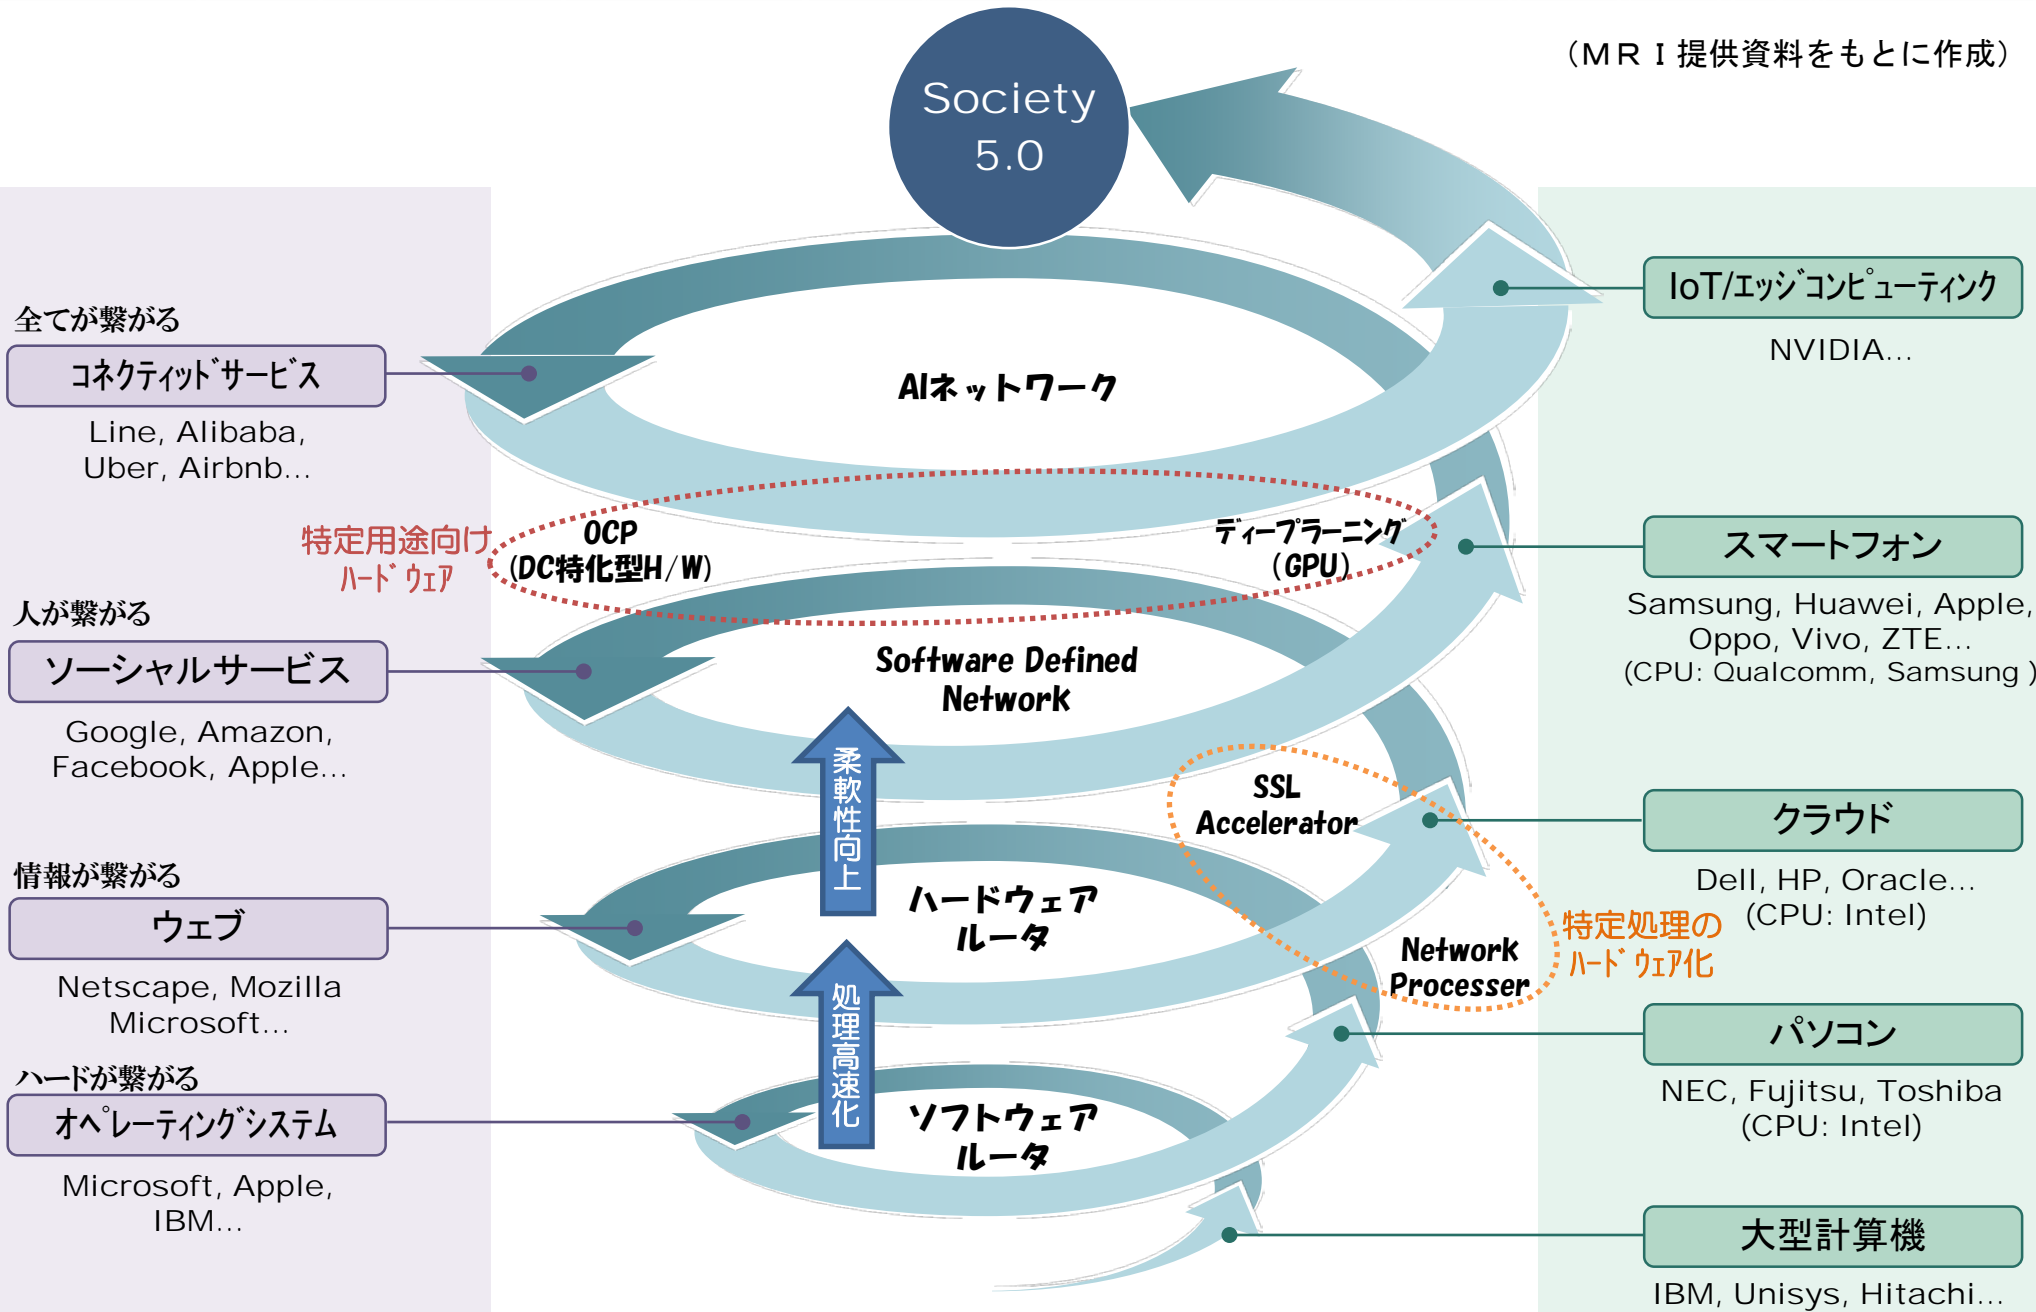 （ＭＲＩ提供資料をもとに作成）
Society
5.0
全てが繋がる
コネクティッドサービス
Line, Alibaba,
Uber, Airbnb…
人が繋がる
ソーシャルサービス
Google, Amazon,
Facebook, Apple…
情報が繋がる
ウェブ
Netscape, Mozilla
Microsoft…
ハードが繋がる
オペレーティングシステム
Microsoft, Apple,
IBM…
AIネットワーク
特定用途向け
ハードウェア
OCP
(DC特化型H/W)
ディープラーニング
(GPU)
Software Defined
Network
柔軟性向上
SSL
Accelerator
ハードウェア
ルータ
Network
Processer
特定処理の
ハードウェア化
処理高速化
ソフトウェア
ルータ
IoT/エッジコンピューティング
NVIDIA…
スマートフォン
Samsung, Huawei, Apple,
Oppo, Vivo, ZTE…
(CPU: Qualcomm, Samsung )
クラウド
Dell, HP, Oracle…
(CPU: Intel)
パソコン
NEC, Fujitsu, Toshiba
(CPU: Intel)
大型計算機
IBM, Unisys, Hitachi…